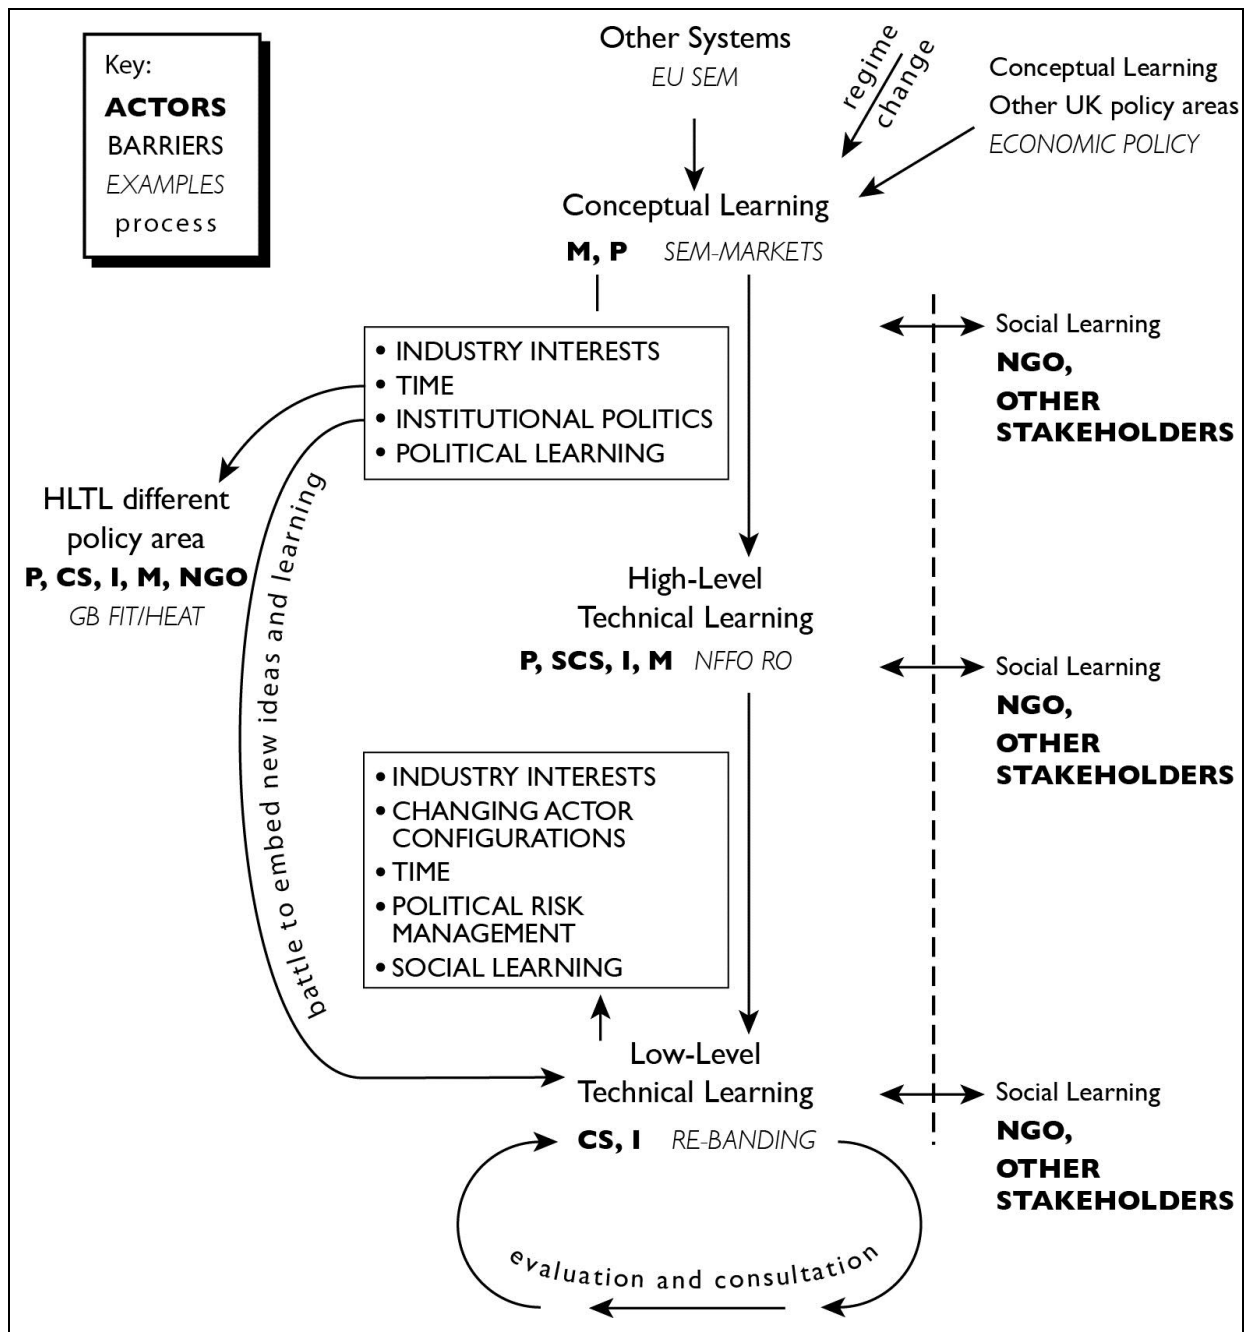 Key:
ACTORS
BARRIERS
EXAMPLES
process
Other Systems
EU SEM
regime
change
Conceptual Learning
Other UK policy areas
ECONOMIC POLICY
Conceptual Learning
M, P SEM-MARKETS
• INDUSTRY INTERESTS
• TIME
• INSTITUTIONAL POLITICS
• POLITICAL LEARNING
Social Learning
NGO,
OTHER
STAKEHOLDERS
HLTL different
policy area
P, CS, I, M, NGO
GB FIT/HEAT
battle to embed new ideas and learning
High-Level
Technical Learning
P, SCS, I, M NFFO RO
Social Learning
NGO,
OTHER
STAKEHOLDERS
• INDUSTRY INTERESTS
• CHANGING ACTOR
CONFIGURATIONS
• TIME
• POLITICAL RISK
MANAGEMENT
• SOCIAL LEARNING
Low-Level
Technical Learning
CS, I RE-BANDING
Social Learning
NGO,
OTHER
STAKEHOLDERS
evaluation and consultation